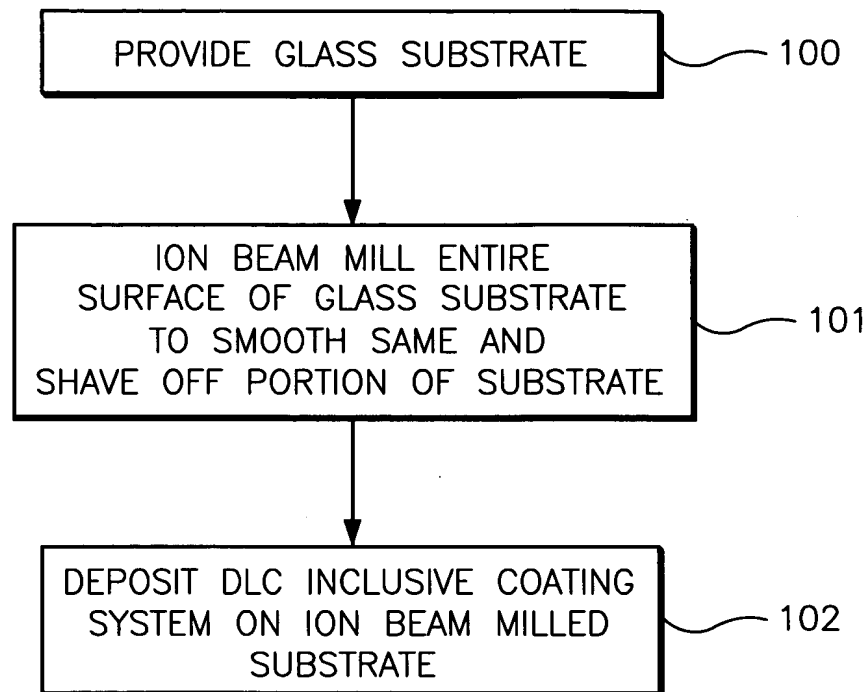 PROVIDE GLASS SUBSTRATE
100
ION BEAM MILL ENTIRE
SURFACE OF GLASS SUBSTRATE
TO SMOOTH SAME AND
SHAVE OFF PORTION OF SUBSTRATE
101
DEPOSIT DLC INCLUSIVE COATING
SYSTEM ON ION BEAM MILLED
SUBSTRATE
102